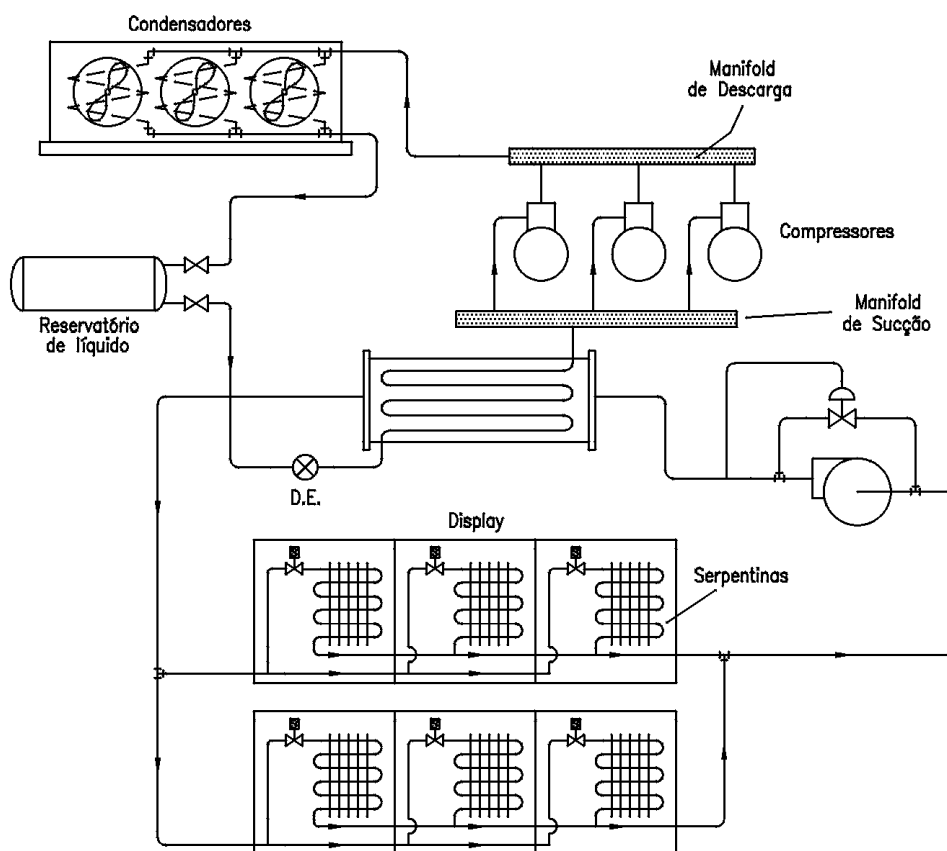 Condensadores
Manifold
de Descarga
Compressores
Manifold
de Sucção
Reservatório
de líquido
D.E.
Display
Serpentinas